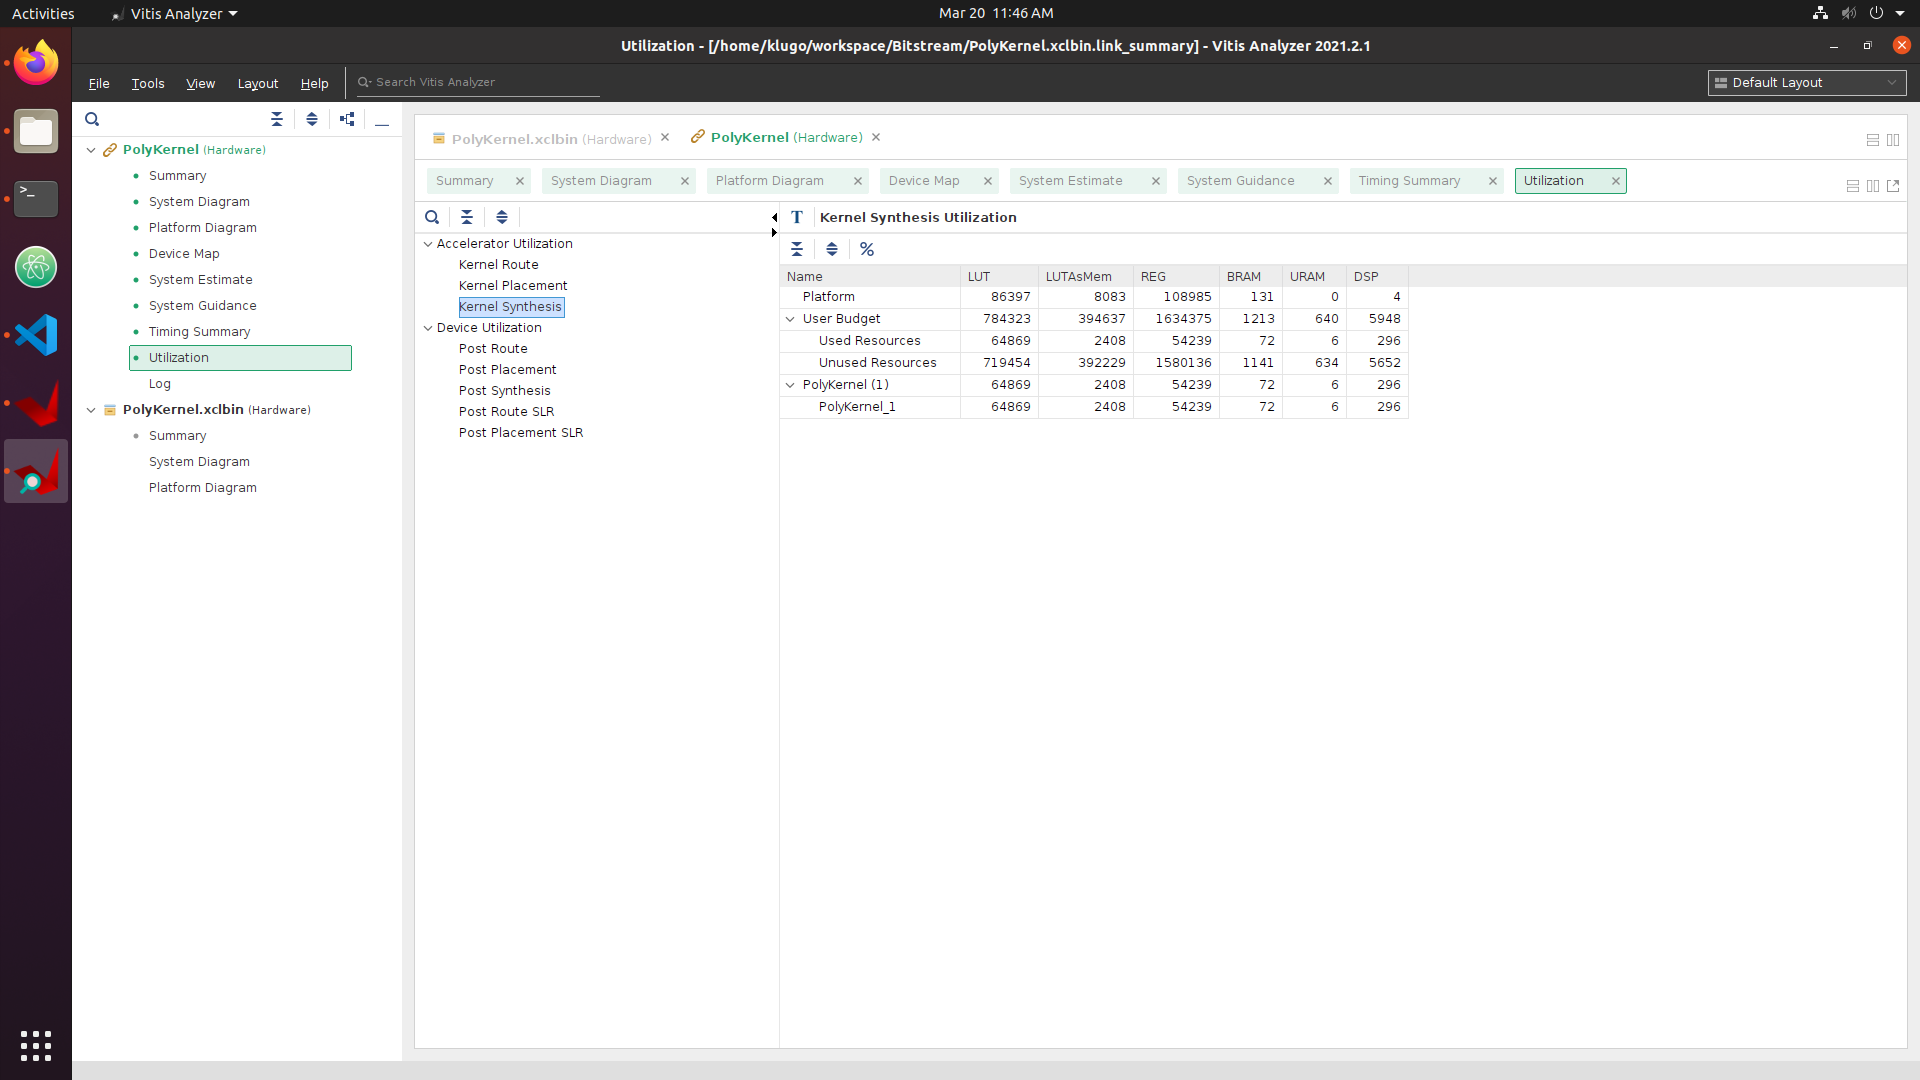 Activities Vitis Analyzer Mar 20 11:46 AM
Utilization - [/home/klugo/workspace/Bitstream/PolyKernel.xclbin.link_summary] - Vitis Analyzer 2021.2.1
File Tools View Layout Help Search Vitis Analyzer Default Layout
PolyKernel (Hardware)
Summary
System Diagram
Platform Diagram
Device Map
System Estimate
System Guidance
Timing Summary
Utilization
Log
PolyKernel.xclbin (Hardware)
Summary
System Diagram
Platform Diagram
PolyKernel.xclbin (Hardware) PolyKernel (Hardware)
Summary System Diagram Platform Diagram Device Map System Estimate System Guidance Timing Summary Utilization
Accelerator Utilization
Kernel Route
Kernel Placement
Kernel Synthesis
Device Utilization
Post Route
Post Placement
Post Synthesis
Post Route SLR
Post Placement SLR
T Kernel Synthesis Utilization
%
Name LUT LUTAsMem REG BRAM URAM DSP
Platform 86397 8083 108985 131 0 4
User Budget 784323 394637 1634375 1213 640 5948
Used Resources 64869 2408 54239 72 6 296
Unused Resources 719454 392229 1580136 1141 634 5652
PolyKernel (1) 64869 2408 54239 72 6 296
PolyKernel_1 64869 2408 54239 72 6 296